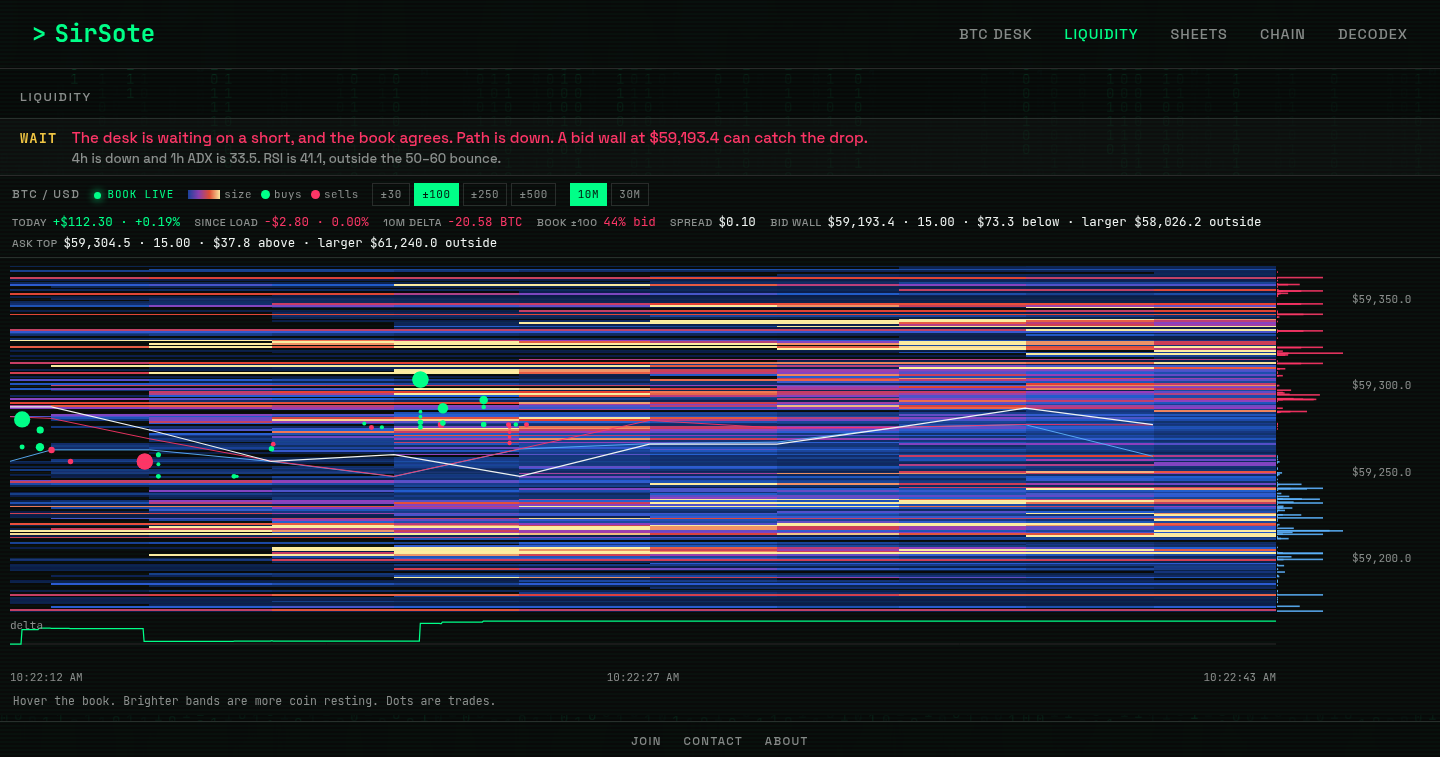 > SirSote
BTC DESK LIQUIDITY SHEETS CHAIN DECODEX
LIQUIDITY
WAIT The desk is waiting on a short, and the book agrees. Path is down. A bid wall at $59,193.4 can catch the drop.
4h is down and 1h ADX is 33.5. RSI is 41.1, outside the 50–60 bounce.
BTC / USD BOOK LIVE size buys sells ±30 ±100 ±250 ±500 10M 30M
TODAY +$112.30 · +0.19% SINCE LOAD -$2.80 · 0.00% 10M DELTA -20.58 BTC BOOK ±100 44% bid SPREAD $0.10 BID WALL $59,193.4 · 15.00 · $73.3 below · larger $58,026.2 outside
ASK TOP $59,304.5 · 15.00 · $37.8 above · larger $61,240.0 outside
$59,350.0
$59,300.0
$59,250.0
$59,200.0
delta
10:22:12 AM 10:22:27 AM 10:22:43 AM
Hover the book. Brighter bands are more coin resting. Dots are trades.
JOIN CONTACT ABOUT